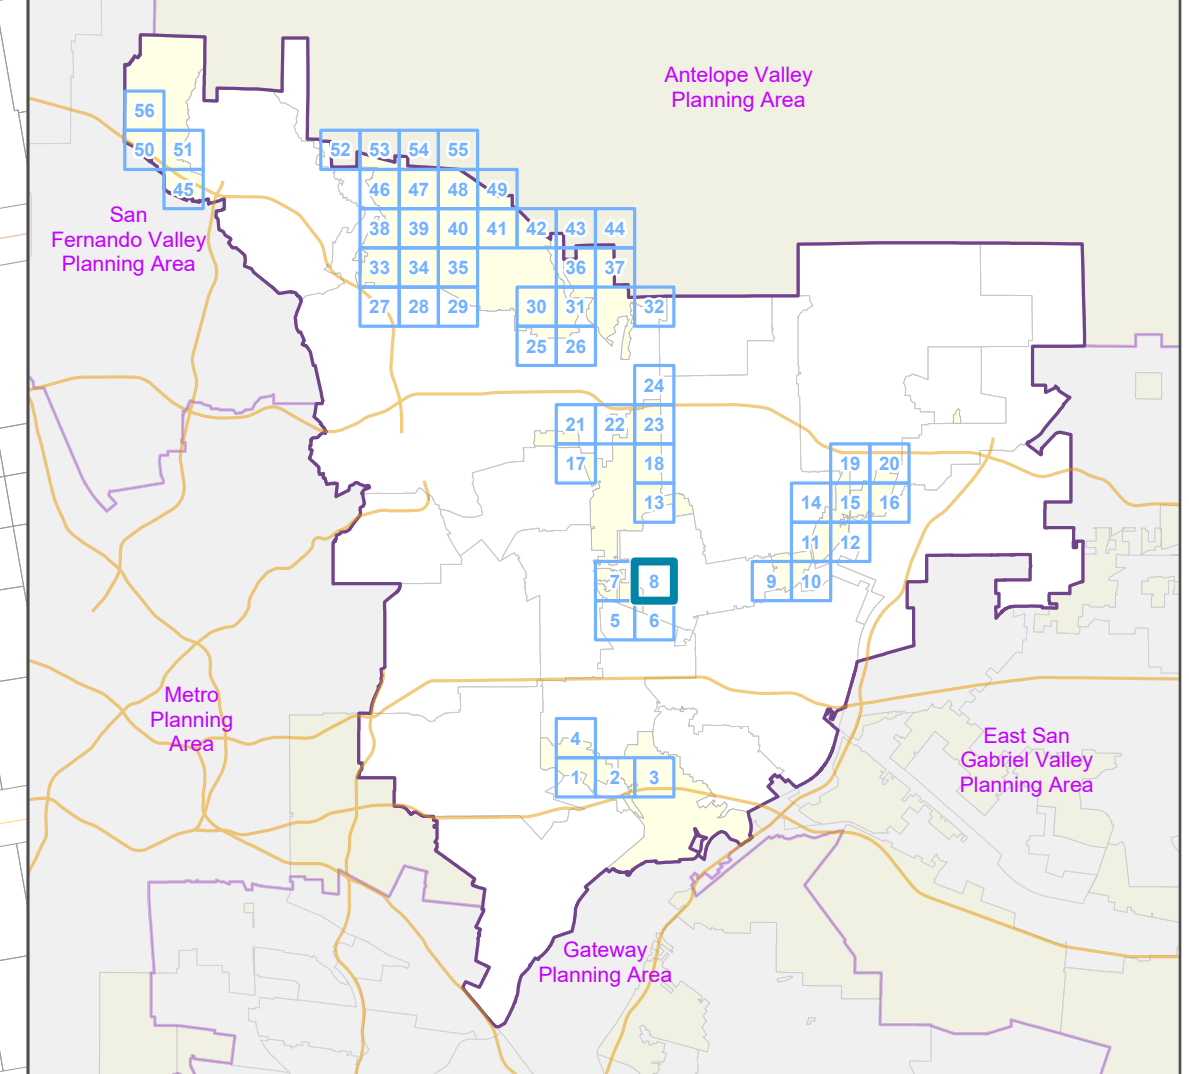 Antelope Valley
Planning Area
56
50 51
52 53 54 55
45
46 47 48 49
San
Fernando Valley
Planning Area
38 39 40 41 42 43 44
33 34 35 36 37
27 28 29 30 31 32
25 26
24
21 22 23
17 18 19 20
13 14 15 16
11 12
7 8 9 10
5 6
Metro
Planning
Area
4
East San
Gabriel Valley
Planning Area
1 2 3
Gateway
Planning Area